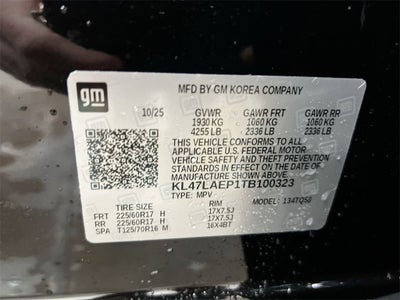 gm
MFD BY GM KOREA COMPANY
10/25 GVWR GAWR FRT GAWR RR
1930 KG 1060 KG 1060 KG
4255 LB 2336 LB 2336 LB
THIS VEHICLE CONFORMS TO ALL
APPLICABLE U.S. FEDERAL MOTOR
VEHICLE SAFETY AND THEFT
PREVENTION STANDARDS IN EFFECT
ON THE DATE OF MANUFACTURE
SHOWN ABOVE.
KL47LAEP1TB100323
TYPE: MPV MODEL: 1TQ58
TIRE SIZE RIM
FRT 225/60R17 H 17X7.5J
RR 225/60R17 H 17X7.5J
SPA T125/70R16 M 16X4BT